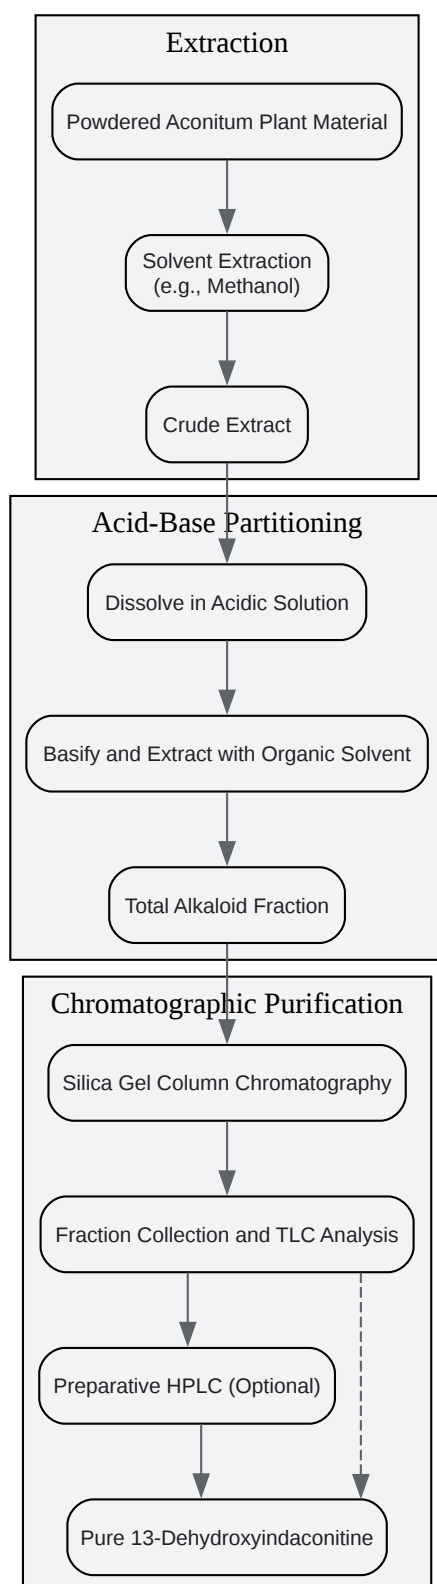 Extraction
Powdered Aconitum Plant Material
Solvent Extraction
(e.g., Methanol)
Crude Extract
Acid-Base Partitioning
Dissolve in Acidic Solution
Basify and Extract with Organic Solvent
Total Alkaloid Fraction
Chromatographic Purification
Silica Gel Column Chromatography
Fraction Collection and TLC Analysis
Preparative HPLC (Optional)
Pure 13-Dehydroxyindaconitine